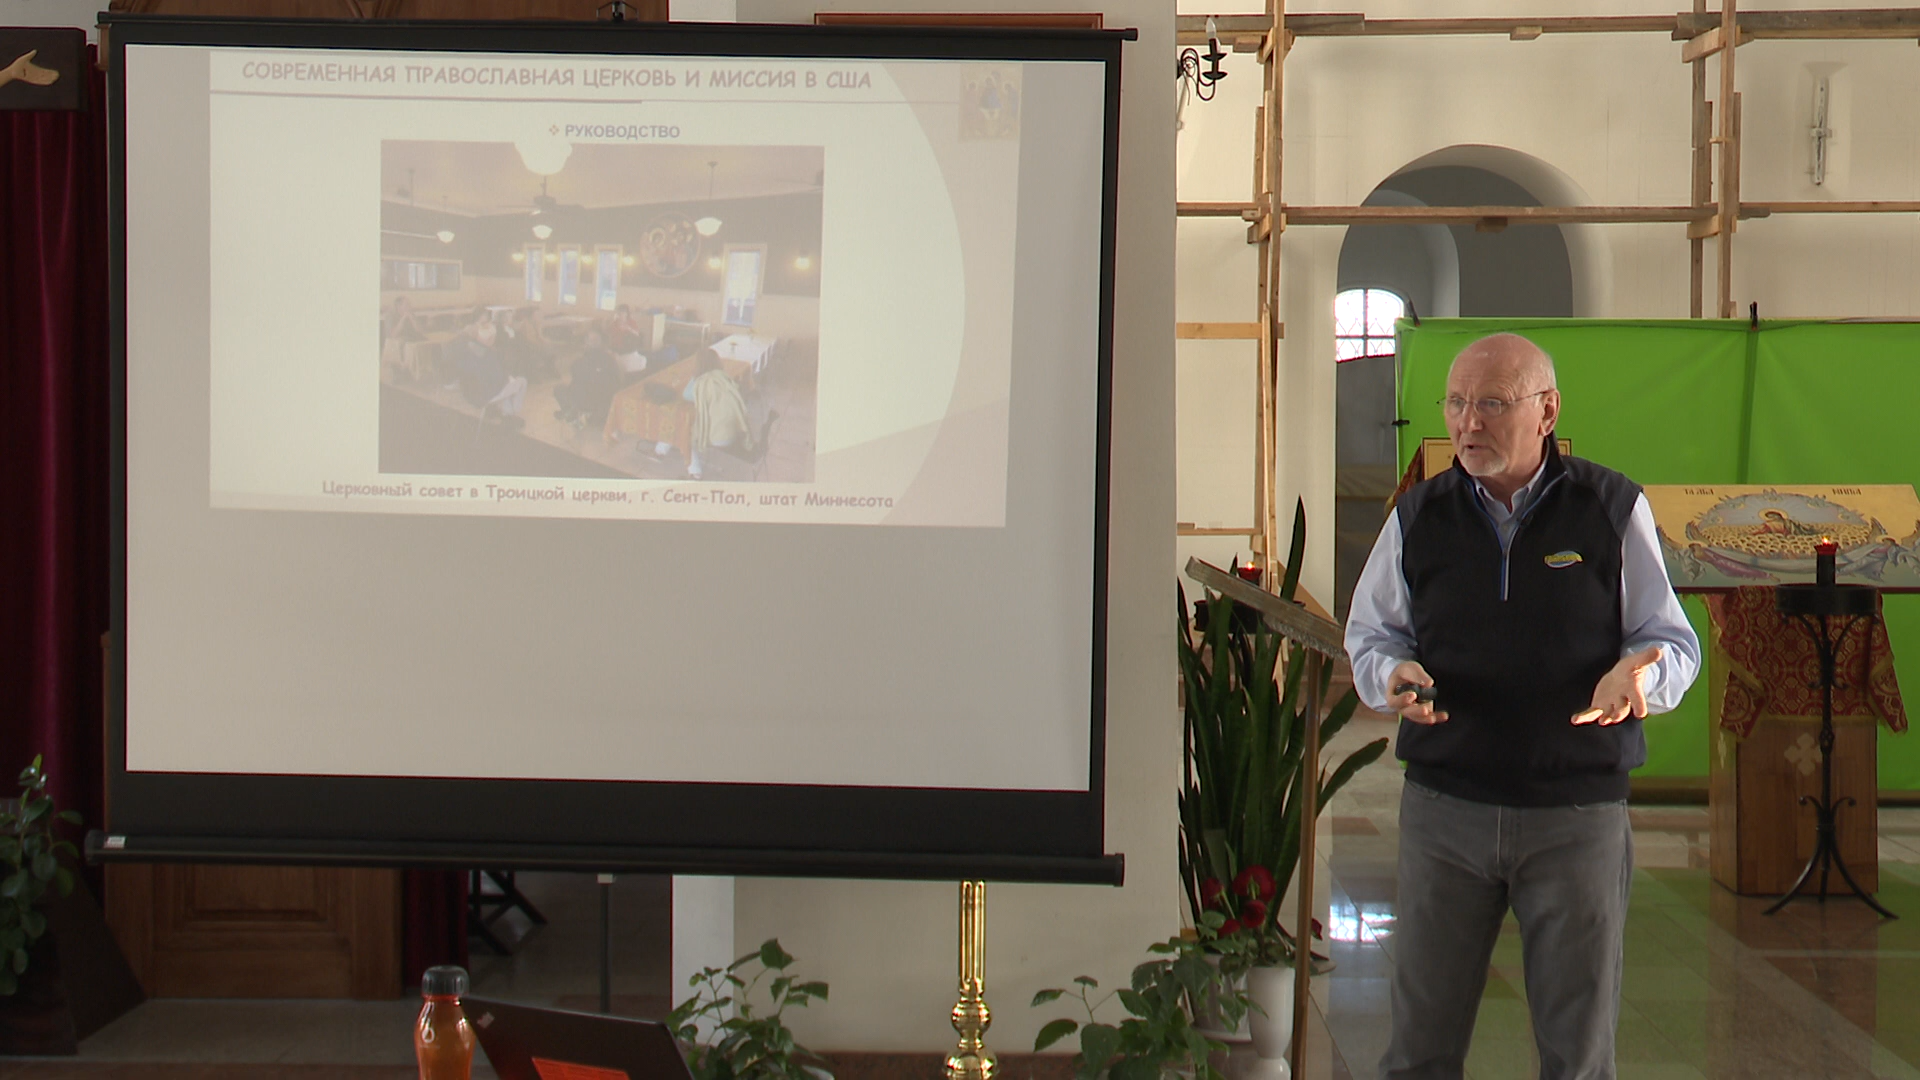 СОВРЕМЕННАЯ ПРАВОСЛАВНАЯ ЦЕРКОВЬ И МИССИЯ В США
РУКОВОДСТВО
Церковный совет в Троицкой церкви, г. Сент-Пол, штат Миннесота